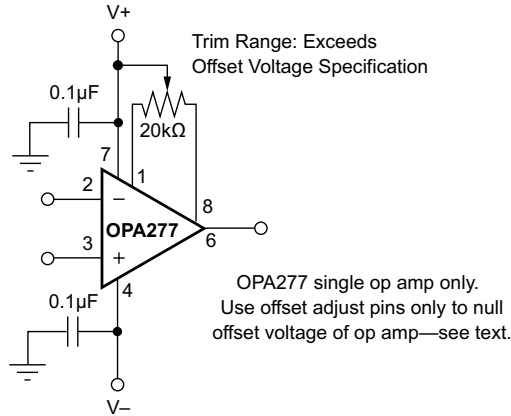 V+
Trim Range: Exceeds
Offset Voltage Specification
0.1µF
20kΩ
7
1
2
8
−
OPA277
6
3
+
4
0.1µF
OPA277 single op amp only.
Use offset adjust pins only to null
offset voltage of op amp—see text.
V–